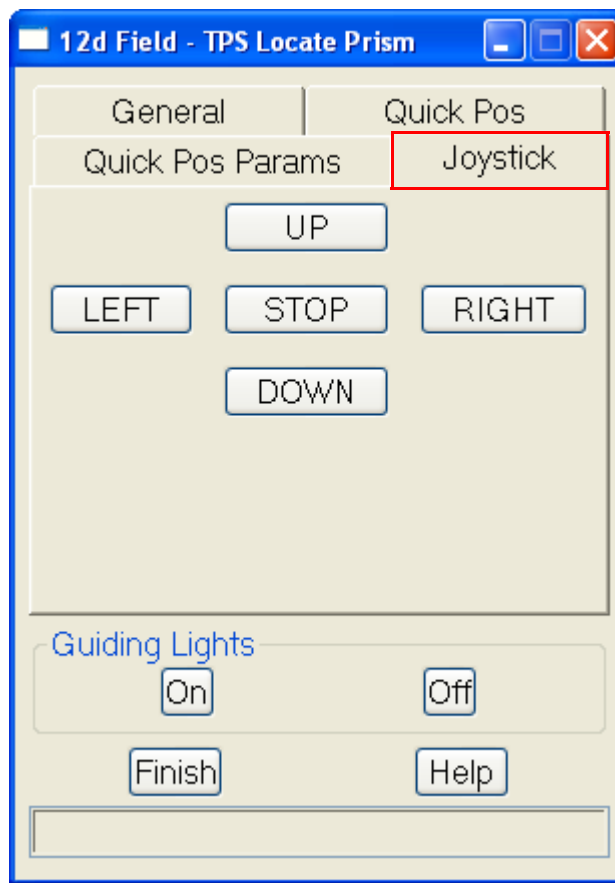 12d Field - TPS Locate Prism
General Quick Pos
Quick Pos Params Joystick
UP
LEFT STOP RIGHT
DOWN
Guiding Lights
On Off
Finish Help